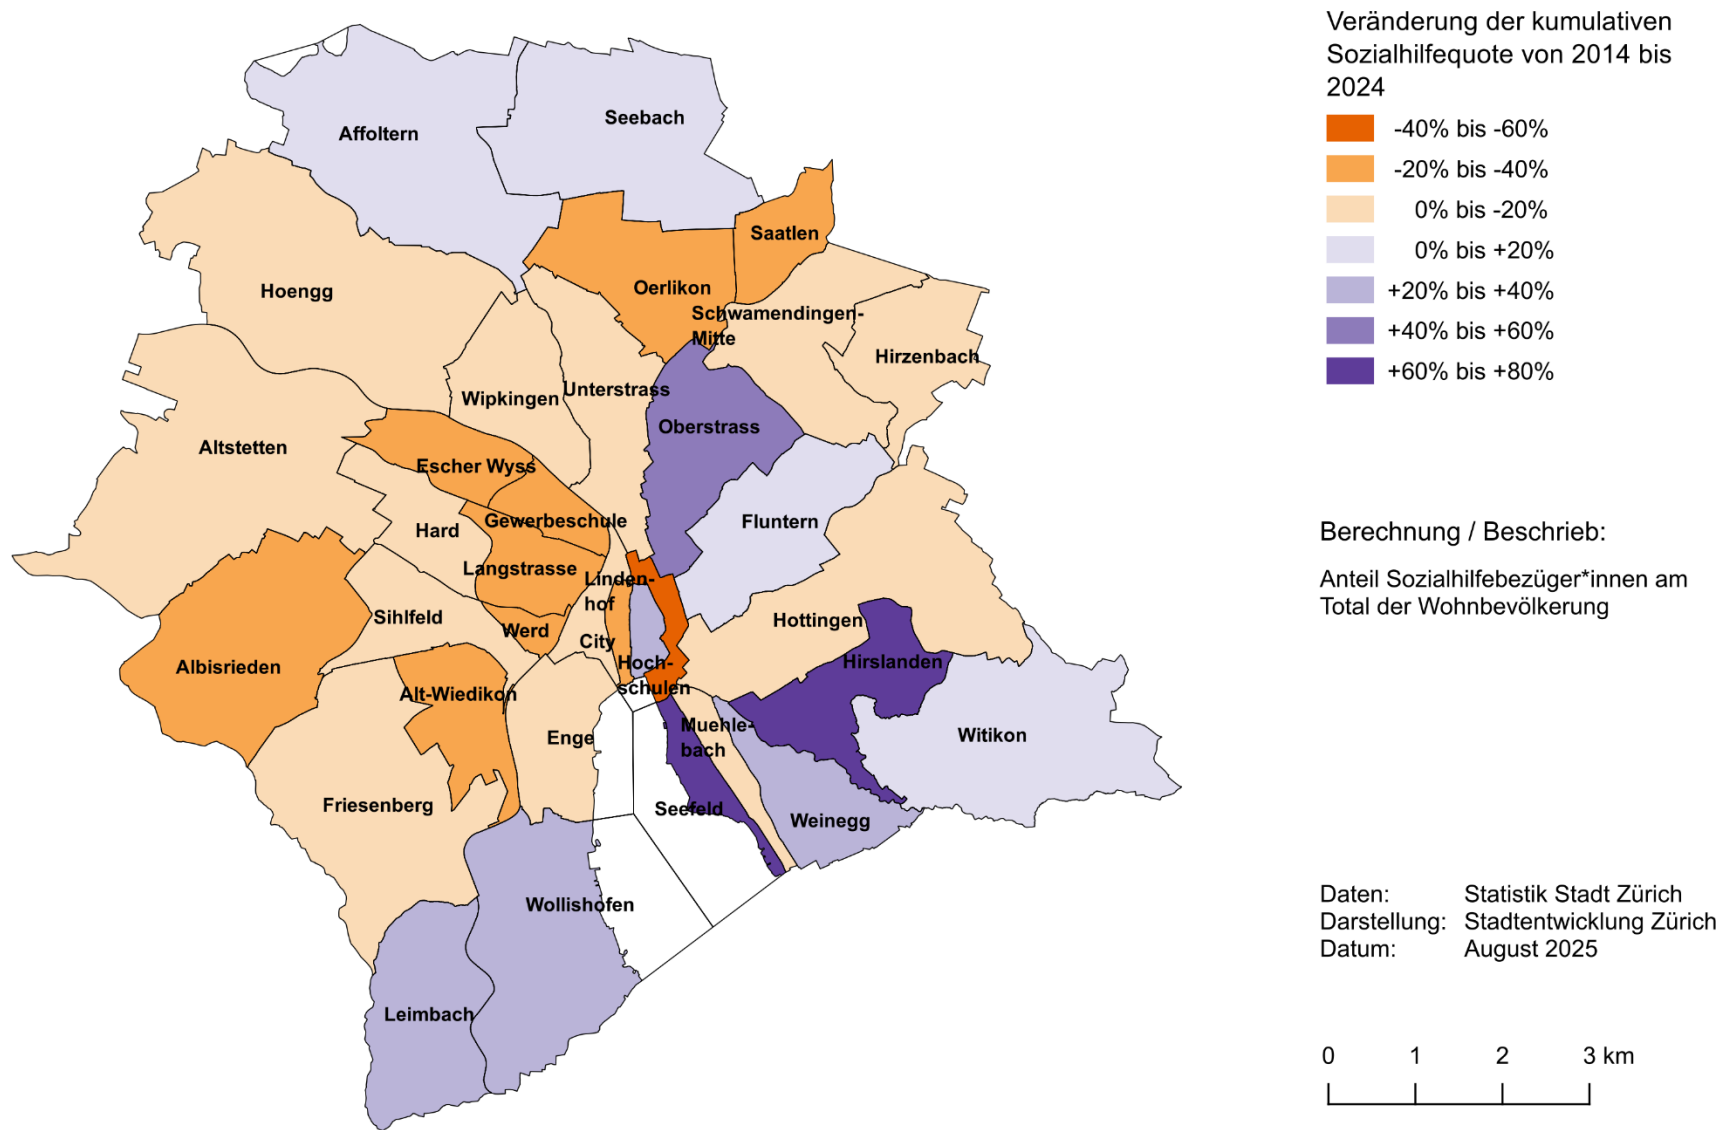 Veränderung der kumulativen
Sozialhilfequote von 2014 bis
2024
-40% bis -60%
-20% bis -40%
0% bis -20%
0% bis +20%
+20% bis +40%
+40% bis +60%
+60% bis +80%
Affoltern
Seebach
Saatlen
Hoengg
Oerlikon
Schwamendingen-
Mitte
Hirzenbach
Wipkingen
Unterstrass
Oberstrass
Altstetten
Escher Wyss
Hard
Gewerbeschule
Fluntern
Langstrasse
Linden-
hof
Sihlfeld
Werd
City
Hottingen
Albisrieden
Hoch-
schulen
Hirslanden
Alt-Wiedikon
Enge
Muehle-
bach
Witikon
Friesenberg
Seefeld
Weinegg
Wollishofen
Leimbach
Berechnung / Beschrieb:
Anteil Sozialhilfebezüger*innen am
Total der Wohnbevölkerung
Daten: Statistik Stadt Zürich
Darstellung: Stadtentwicklung Zürich
Datum: August 2025
0 1 2 3 km